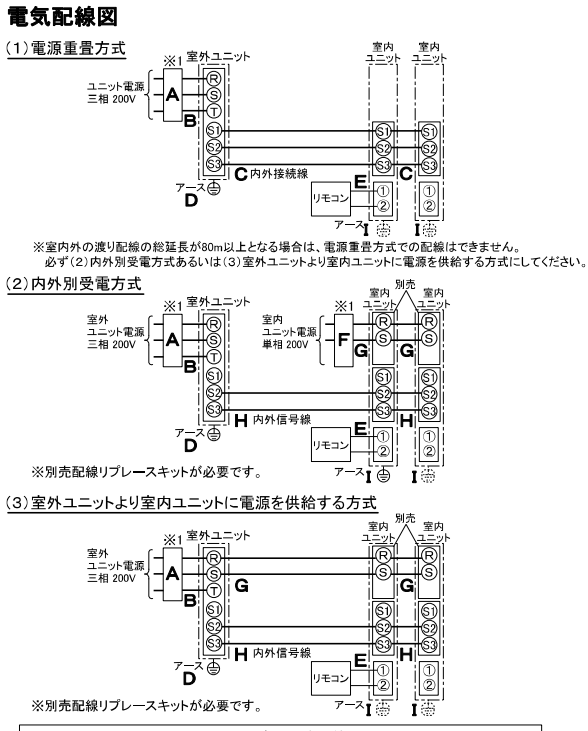 電気配線図
(1)電源重畳方式
※1 室外ユニット
室内ユニット 室内ユニット
ユニット電源
三相 200V
A
B
R
S
T
S1 S1 S1
S2 S2 S2
S3 S3 S3
C 内外接続線 C
アース
D
E
リモコン
① ①
② ②
アース I I
※室内外の渡り配線の総延長が80m以上となる場合は、電源重畳方式での配線はできません。
必ず(2)内外別受電方式あるいは(3)室外ユニットより室内ユニットに電源を供給する方式にしてください。
(2)内外別受電方式
別売
※1 室外ユニット
※1 室内ユニット 室内ユニット
室外
ユニット電源
三相 200V
A
B
室内
ユニット電源
単相 200V
F
G G
R R R
S S S
T
S1 S1 S1
S2 S2 S2
S3 S3 S3
H 内外信号線 H
アース
D
E
リモコン
① ①
② ②
アース I I
※別売配線リプレースキットが必要です。
(3)室外ユニットより室内ユニットに電源を供給する方式
別売
※1 室外ユニット
室内ユニット 室内ユニット
室外
ユニット電源
三相 200V
A
B
R R R
S S S
G G
T
S1 S1 S1
S2 S2 S2
S3 S3 S3
H 内外信号線 H
アース
D
E
リモコン
① ①
② ②
アース I I
※別売配線リプレースキットが必要です。